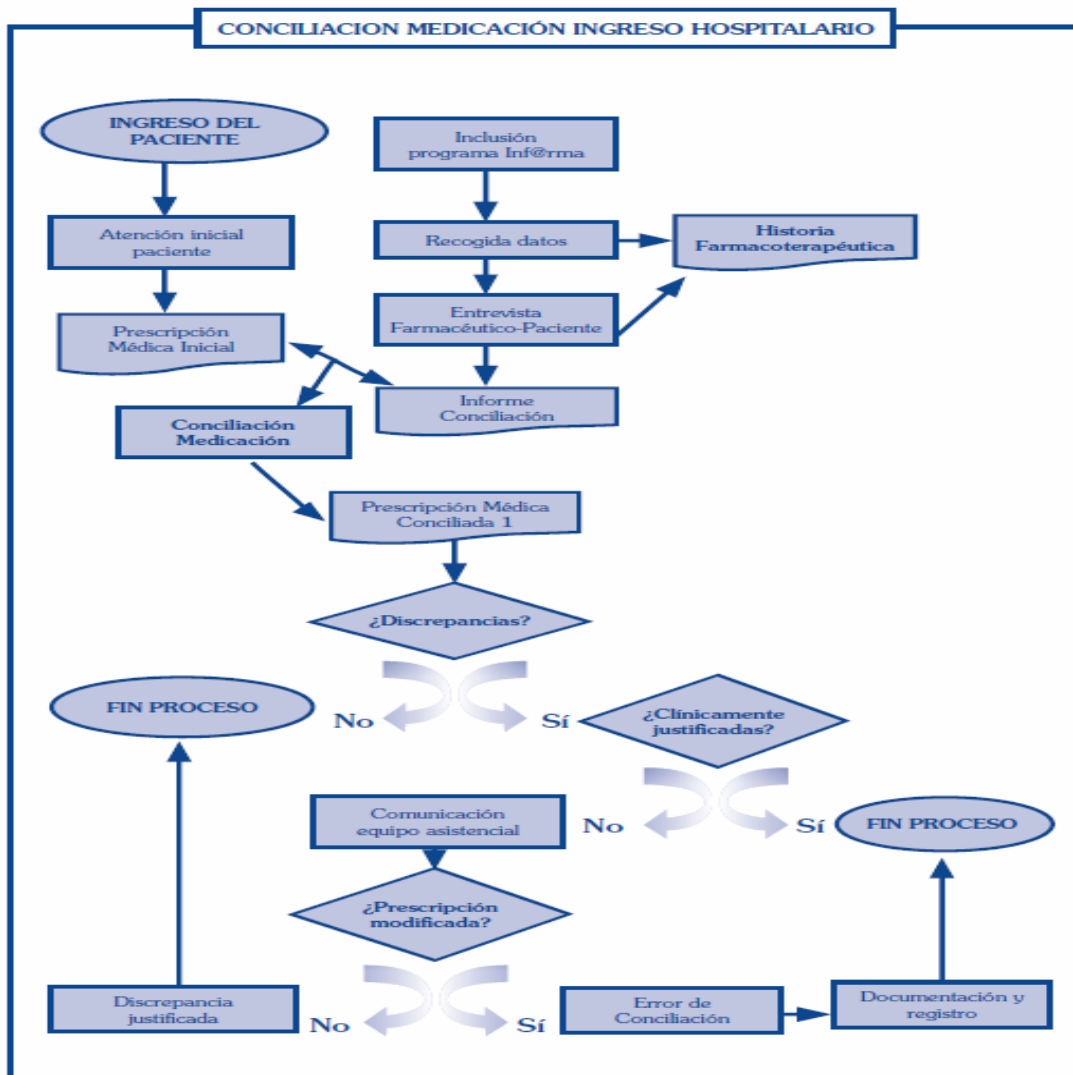 CONCILIACION MEDICACIÓN INGRESO HOSPITALARIO
INGRESO DEL
PACIENTE
Inclusión
programa Inf@rma
Atención inicial
paciente
Recogida datos
Historia
Farmacoterapéutica
Prescripción
Médica Inicial
Entrevista
Farmacéutico-Paciente
Informe
Conciliación
Conciliación
Medicación
Prescripción Médica
Conciliada 1
¿Discrepancias?
FIN PROCESO
No
Sí
¿Clínicamente
justificadas?
Comunicación
equipo asistencial
No
Sí
FIN PROCESO
¿Prescripción
modificada?
Discrepancia
justificada
No
Sí
Error de
Conciliación
Documentación y
registro